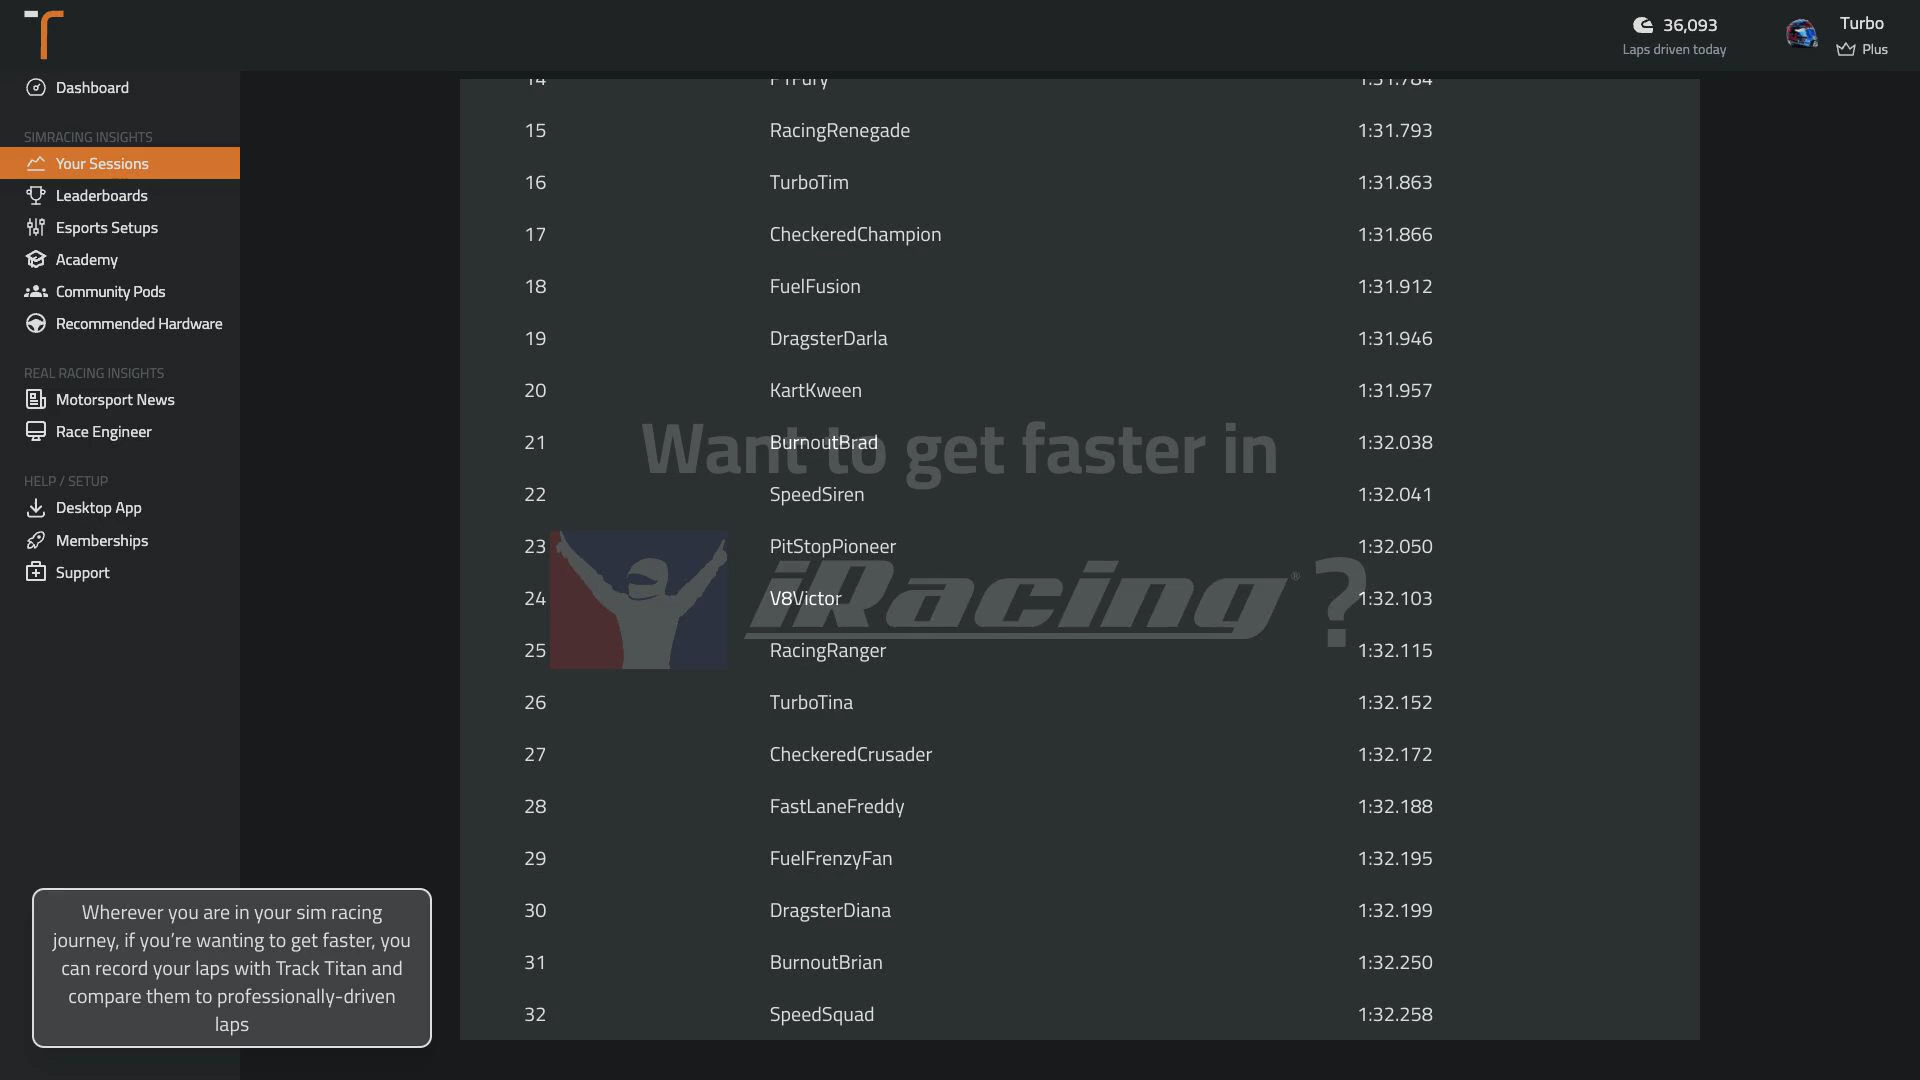 36,093
Laps driven today
Turbo
Plus
Dashboard
SIMRACING INSIGHTS
Your Sessions
Leaderboards
Esports Setups
Academy
Community Pods
Recommended Hardware
REAL RACING INSIGHTS
Motorsport News
Race Engineer
HELP / SETUP
Desktop App
Memberships
Support
14 F1Fury 1:31.784
15 RacingRenegade 1:31.793
16 TurboTim 1:31.863
17 CheckeredChampion 1:31.866
18 FuelFusion 1:31.912
19 DragsterDarla 1:31.946
20 KartKween 1:31.957
21 BurnoutBrad 1:32.038
22 SpeedSiren 1:32.041
23 PitStopPioneer 1:32.050
24 V8Victor 1:32.103
25 RacingRanger 1:32.115
26 TurboTina 1:32.152
27 CheckeredCrusader 1:32.172
28 FastLaneFreddy 1:32.188
29 FuelFrenzyFan 1:32.195
30 DragsterDiana 1:32.199
31 BurnoutBrian 1:32.250
32 SpeedSquad 1:32.258
Want to get faster in
iRacing® ?
Wherever you are in your sim racing
journey, if you’re wanting to get faster, you
can record your laps with Track Titan and
compare them to professionally-driven
laps